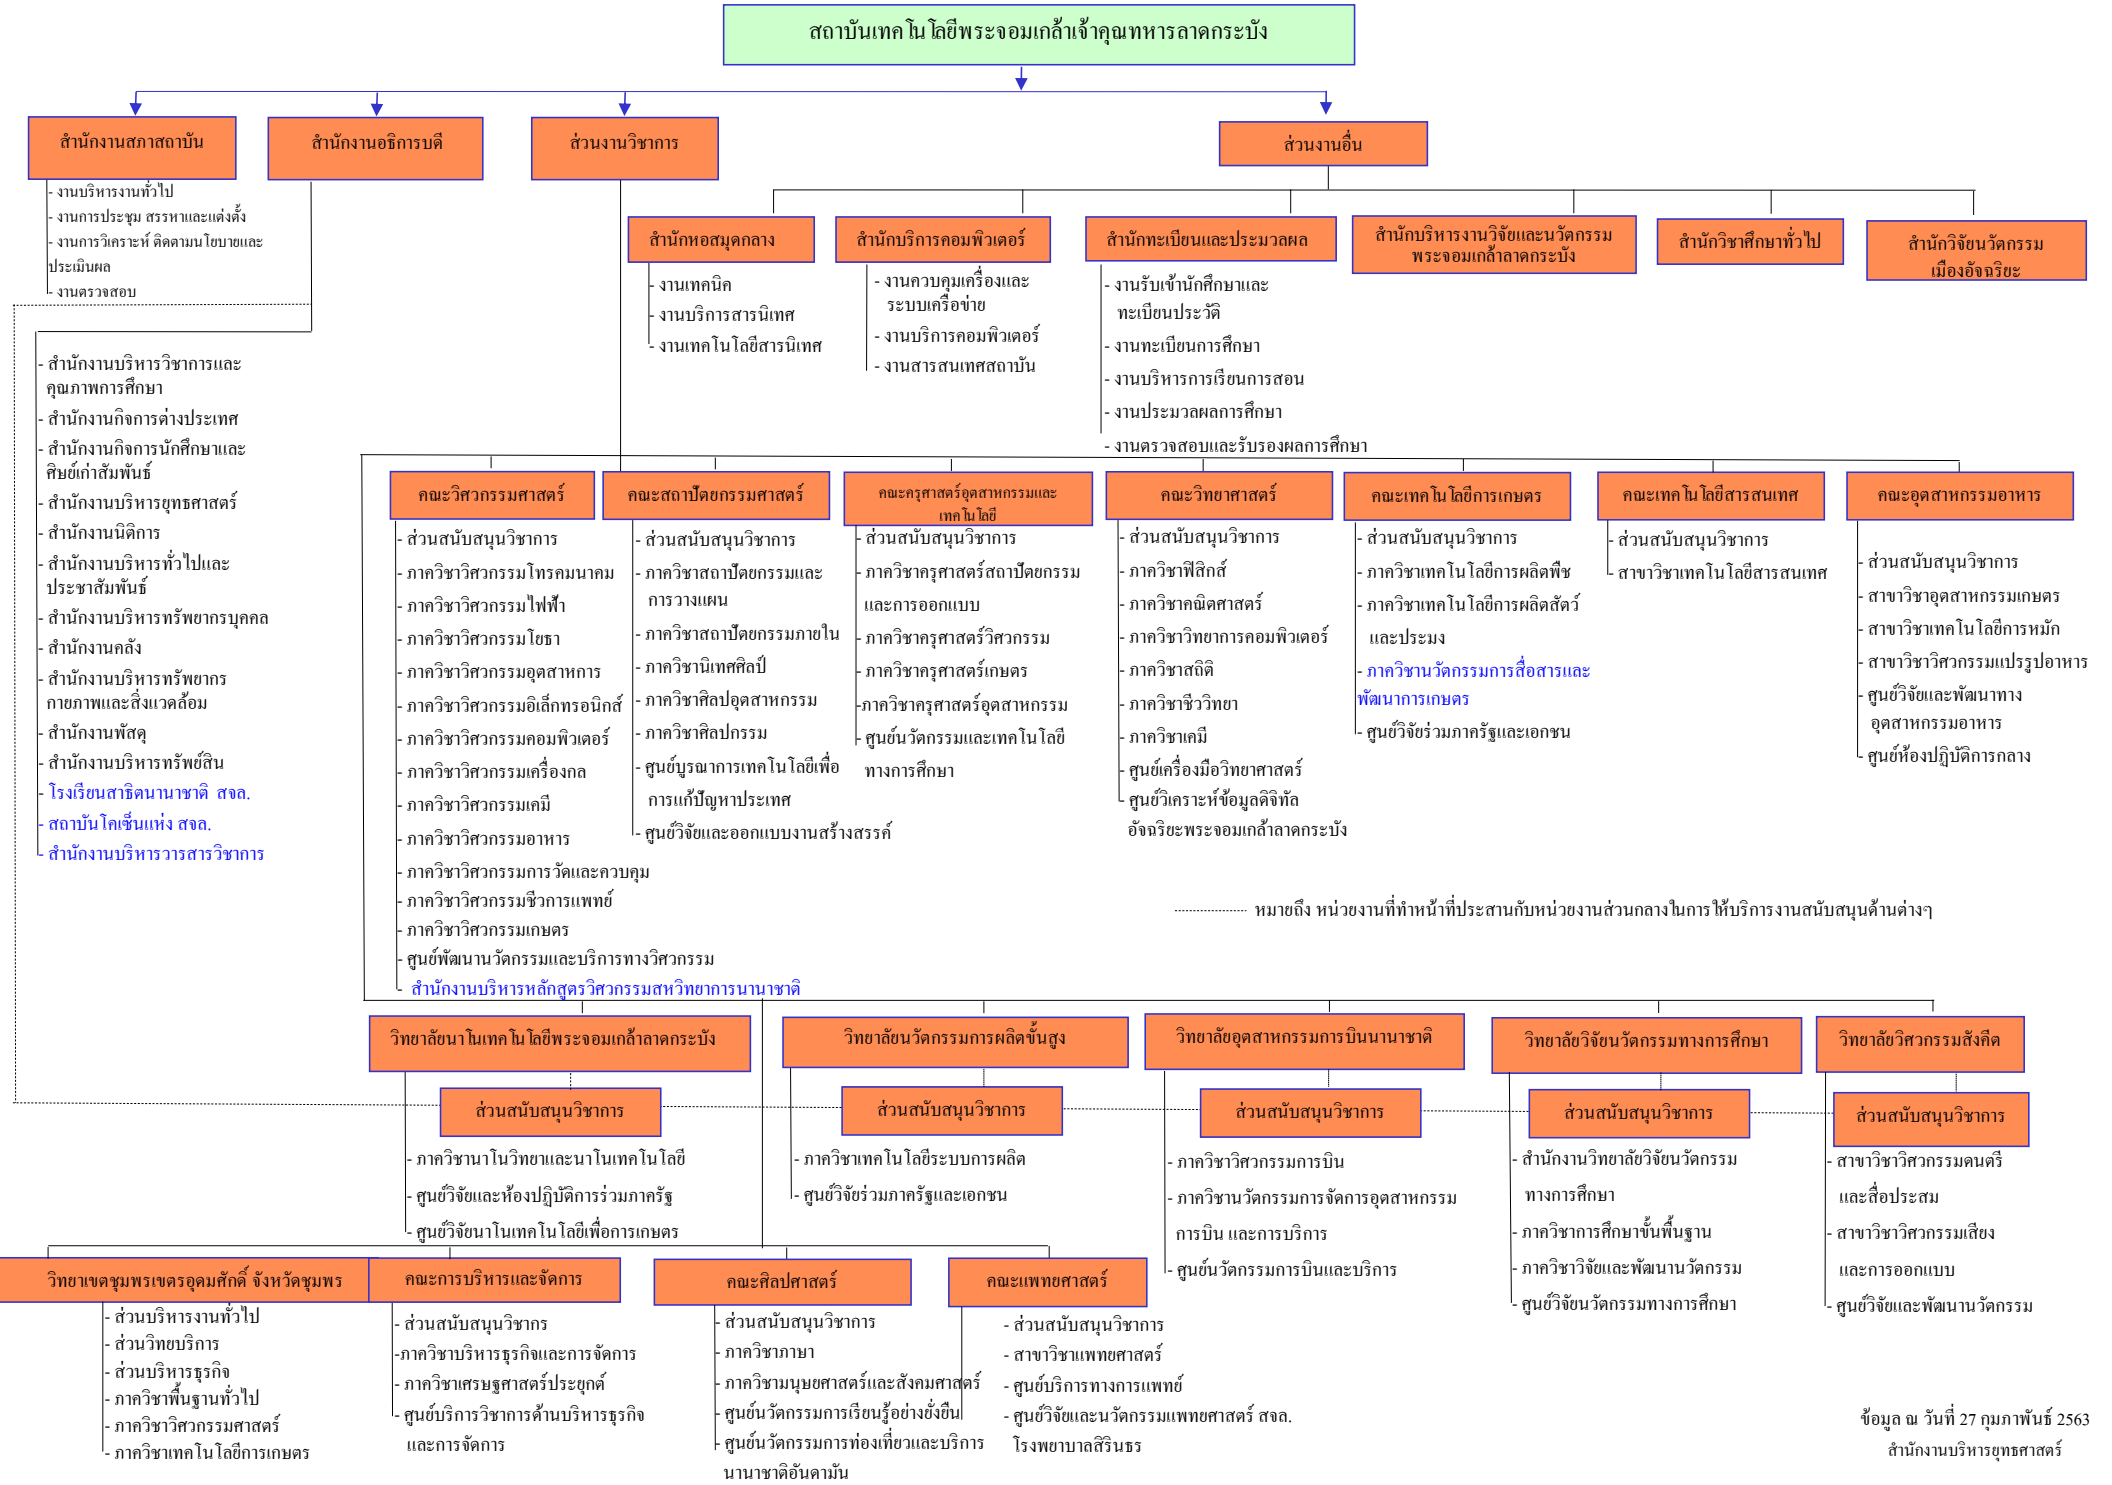 สถาบันเทคโนโลยีพระจอมเกล้าเจ้าคุณทหารลาดกระบัง
สำนักงานสภาสถาบัน
สำนักงานอธิการบดี
ส่วนงานวิชาการ
ส่วนงานอื่น
- งานบริหารงานทั่วไป
- งานการประชุม สรรหาและแต่งตั้ง
- งานการวิเคราะห์ ติดตามนโยบายและ
ประเมินผล
- งานตรวจสอบ
สำนักหอสมุดกลาง
- งานเทคนิค
- งานบริการสารนิเทศ
- งานเทคโนโลยีสารนิเทศ
สำนักบริการคอมพิวเตอร์
- งานควบคุมเครื่องและ
ระบบเครือข่าย
- งานบริการคอมพิวเตอร์
- งานสารสนเทศสถาบัน
สำนักทะเบียนและประมวลผล
- งานรับเข้านักศึกษาและ
ทะเบียนประวัติ
- งานทะเบียนการศึกษา
- งานบริหารการเรียนการสอน
- งานประมวลผลการศึกษา
- งานตรวจสอบและรับรองผลการศึกษา
สำนักบริหารงานวิจัยและนวัตกรรม
พระจอมเกล้าลาดกระบัง
สำนักวิชาศึกษาทั่วไป
สำนักวิจัยนวัตกรรม
เมืองอัจฉริยะ
- สำนักงานบริหารวิชาการและ
คุณภาพการศึกษา
- สำนักงานกิจการต่างประเทศ
- สำนักงานกิจการนักศึกษาและ
ศิษย์เก่าสัมพันธ์
- สำนักงานบริหารยุทธศาสตร์
- สำนักงานนิติการ
- สำนักงานบริหารทั่วไปและ
ประชาสัมพันธ์
- สำนักงานบริหารทรัพยากรบุคคล
- สำนักงานคลัง
- สำนักงานบริหารทรัพยากร
กายภาพและสิ่งแวดล้อม
- สำนักงานพัสดุ
- สำนักงานบริหารทรัพย์สิน
- โรงเรียนสาธิตนานาชาติ สจล.
- สถาบันโคเซ็นแห่ง สจล.
- สำนักงานบริหารวารสารวิชาการ
คณะวิศวกรรมศาสตร์
- ส่วนสนับสนุนวิชาการ
- ภาควิชาวิศวกรรมโทรคมนาคม
- ภาควิชาวิศวกรรมไฟฟ้า
- ภาควิชาวิศวกรรมโยธา
- ภาควิชาวิศวกรรมอุตสาหการ
- ภาควิชาวิศวกรรมอิเล็กทรอนิกส์
- ภาควิชาวิศวกรรมคอมพิวเตอร์
- ภาควิชาวิศวกรรมเครื่องกล
- ภาควิชาวิศวกรรมเคมี
- ภาควิชาวิศวกรรมอาหาร
- ภาควิชาวิศวกรรมการวัดและควบคุม
- ภาควิชาวิศวกรรมชีวการแพทย์
- ภาควิชาวิศวกรรมเกษตร
- ศูนย์พัฒนานวัตกรรมและบริการทางวิศวกรรม
- สำนักงานบริหารหลักสูตรวิศวกรรมสหวิทยาการนานาชาติ
คณะสถาปัตยกรรมศาสตร์
- ส่วนสนับสนุนวิชาการ
- ภาควิชาสถาปัตยกรรมและ
การวางแผน
- ภาควิชาสถาปัตยกรรมภายใน
- ภาควิชานิเทศศิลป์
- ภาควิชาศิลปอุตสาหกรรม
- ภาควิชาศิลปกรรม
- ศูนย์บูรณาการเทคโนโลยีเพื่อ
การแก้ปัญหาประเทศ
- ศูนย์วิจัยและออกแบบงานสร้างสรรค์
คณะครุศาสตร์อุตสาหกรรมและ
เทคโนโลยี
- ส่วนสนับสนุนวิชาการ
- ภาควิชาครุศาสตร์สถาปัตยกรรม
และการออกแบบ
- ภาควิชาครุศาสตร์วิศวกรรม
- ภาควิชาครุศาสตร์เกษตร
-ภาควิชาครุศาสตร์อุตสาหกรรม
- ศูนย์นวัตกรรมและเทคโนโลยี
ทางการศึกษา
คณะวิทยาศาสตร์
- ส่วนสนับสนุนวิชาการ
- ภาควิชาฟิสิกส์
- ภาควิชาคณิตศาสตร์
- ภาควิชาวิทยาการคอมพิวเตอร์
- ภาควิชาสถิติ
- ภาควิชาชีววิทยา
- ภาควิชาเคมี
- ศูนย์เครื่องมือวิทยาศาสตร์
- ศูนย์วิเคราะห์ข้อมูลดิจิทัล
อัจฉริยะพระจอมเกล้าลาดกระบัง
คณะเทคโนโลยีการเกษตร
- ส่วนสนับสนุนวิชาการ
- ภาควิชาเทคโนโลยีการผลิตพืช
- ภาควิชาเทคโนโลยีการผลิตสัตว์
และประมง
- ภาควิชานวัตกรรมการสื่อสารและ
พัฒนาการเกษตร
- ศูนย์วิจัยร่วมภาครัฐและเอกชน
คณะเทคโนโลยีสารสนเทศ
- ส่วนสนับสนุนวิชาการ
- สาขาวิชาเทคโนโลยีสารสนเทศ
คณะอุตสาหกรรมอาหาร
- ส่วนสนับสนุนวิชาการ
- สาขาวิชาอุตสาหกรรมเกษตร
- สาขาวิชาเทคโนโลยีการหมัก
- สาขาวิชาวิศวกรรมแปรรูปอาหาร
- ศูนย์วิจัยและพัฒนาทาง
อุตสาหกรรมอาหาร
- ศูนย์ห้องปฏิบัติการกลาง
หมายถึง หน่วยงานที่ทำหน้าที่ประสานกับหน่วยงานส่วนกลางในการให้บริการงานสนับสนุนด้านต่างๆ
วิทยาลัยนาโนเทคโนโลยีพระจอมเกล้าลาดกระบัง
ส่วนสนับสนุนวิชาการ
- ภาควิชานาโนวิทยาและนาโนเทคโนโลยี
- ศูนย์วิจัยและห้องปฏิบัติการร่วมภาครัฐ
- ศูนย์วิจัยนาโนเทคโนโลยีเพื่อการเกษตร
วิทยาลัยนวัตกรรมการผลิตขั้นสูง
ส่วนสนับสนุนวิชาการ
- ภาควิชาเทคโนโลยีระบบการผลิต
- ศูนย์วิจัยร่วมภาครัฐและเอกชน
วิทยาลัยอุตสาหกรรมการบินนานาชาติ
ส่วนสนับสนุนวิชาการ
- ภาควิชาวิศวกรรมการบิน
- ภาควิชานวัตกรรมการจัดการอุตสาหกรรม
การบิน และการบริการ
- ศูนย์นวัตกรรมการบินและบริการ
วิทยาลัยวิจัยนวัตกรรมทางการศึกษา
ส่วนสนับสนุนวิชาการ
- สำนักงานวิทยาลัยวิจัยนวัตกรรม
ทางการศึกษา
- ภาควิชาการศึกษาขั้นพื้นฐาน
- ภาควิชาวิจัยและพัฒนานวัตกรรม
- ศูนย์วิจัยนวัตกรรมทางการศึกษา
วิทยาลัยวิศวกรรมสังคีต
ส่วนสนับสนุนวิชาการ
- สาขาวิชาวิศวกรรมดนตรี
และสื่อประสม
- สาขาวิชาวิศวกรรมเสียง
และการออกแบบ
- ศูนย์วิจัยและพัฒนานวัตกรรม
วิทยาเขตชุมพรเขตรอุดมศักดิ์ จังหวัดชุมพร
- ส่วนบริหารงานทั่วไป
- ส่วนวิทยบริการ
- ส่วนบริหารธุรกิจ
- ภาควิชาพื้นฐานทั่วไป
- ภาควิชาวิศวกรรมศาสตร์
- ภาควิชาเทคโนโลยีการเกษตร
คณะการบริหารและจัดการ
- ส่วนสนับสนุนวิชากร
-ภาควิชาบริหารธุรกิจและการจัดการ
- ภาควิชาเศรษฐศาสตร์ประยุกต์
- ศูนย์บริการวิชาการด้านบริหารธุรกิจ
และการจัดการ
คณะศิลปศาสตร์
- ส่วนสนับสนุนวิชาการ
- ภาควิชาภาษา
- ภาควิชามนุษยศาสตร์และสังคมศาสตร์
- ศูนย์นวัตกรรมการเรียนรู้อย่างยั่งยืน
- ศูนย์นวัตกรรมการท่องเที่ยวและบริการ
นานาชาติอันดามัน
คณะแพทยศาสตร์
- ส่วนสนับสนุนวิชาการ
- สาขาวิชาแพทยศาสตร์
- ศูนย์บริการทางการแพทย์
- ศูนย์วิจัยและนวัตกรรมแพทยศาสตร์ สจล.
โรงพยาบาลสิรินธร
ข้อมูล ณ วันที่ 27 กุมภาพันธ์ 2563
สำนักงานบริหารยุทธศาสตร์